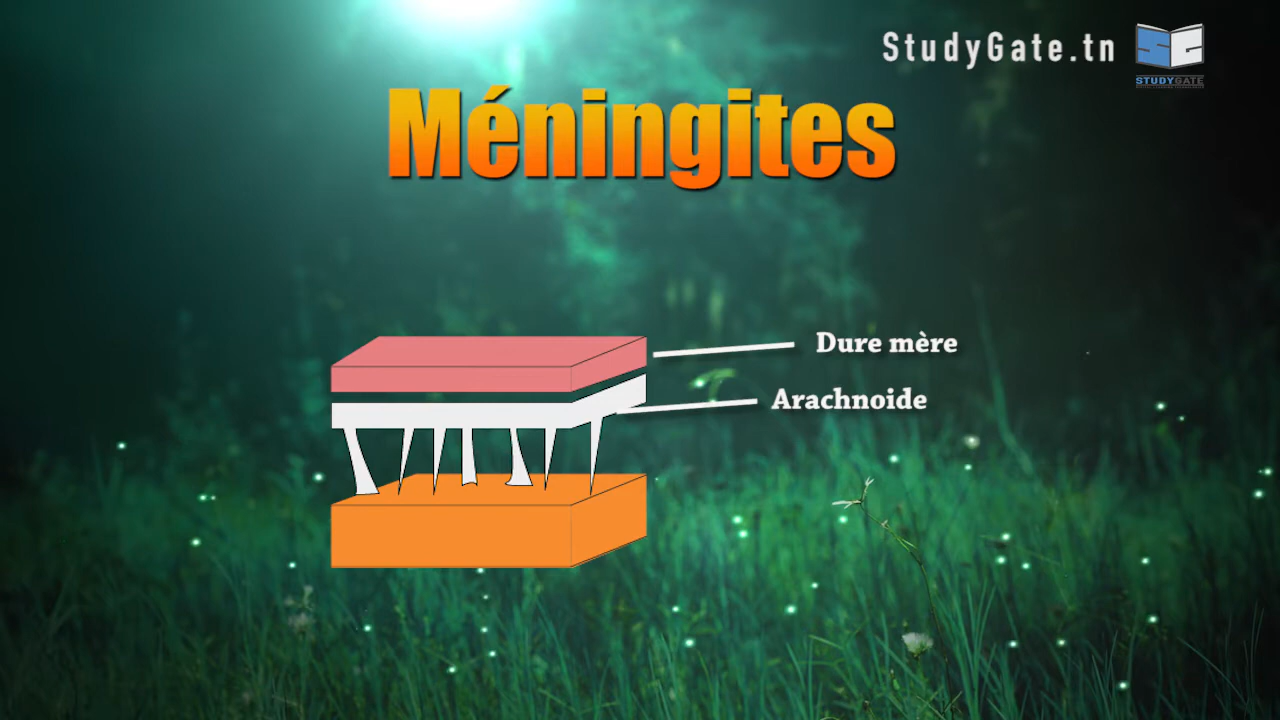 StudyGate.tn
STUDYGATE
Méningites
Dure mère
Arachnoide